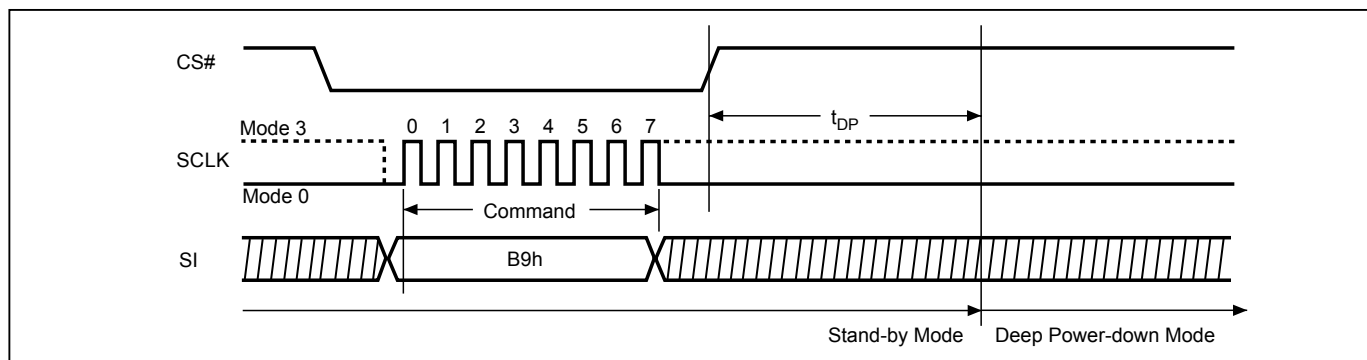 CS#
t_DP
Mode 3
0 1 2 3 4 5 6 7
SCLK
Mode 0
Command
SI
B9h
Stand-by Mode
Deep Power-down Mode